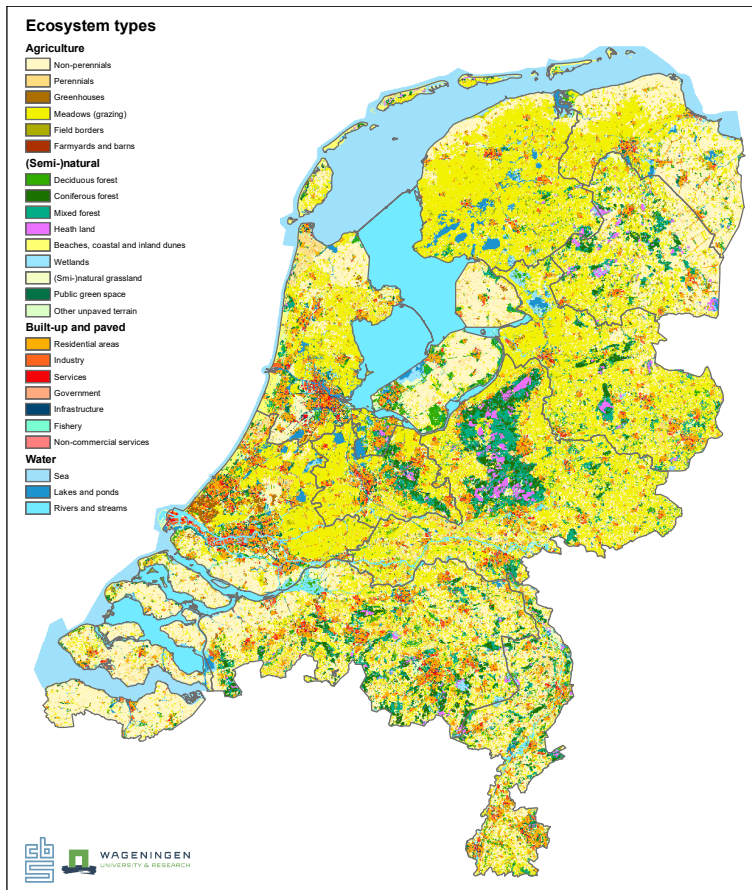 Ecosystem types
Agriculture
Non-perennials
Perennials
Greenhouses
Meadows (grazing)
Field borders
Farmyards and barns
(Semi-)natural
Deciduous forest
Coniferous forest
Mixed forest
Heath land
Beaches, coastal and inland dunes
Wetlands
(Smi-)natural grassland
Public green space
Other unpaved terrain
Built-up and paved
Residential areas
Industry
Services
Government
Infrastructure
Fishery
Non-commercial services
Water
Sea
Lakes and ponds
Rivers and streams
cbs
WAGENINGEN
UNIVERSITY & RESEARCH